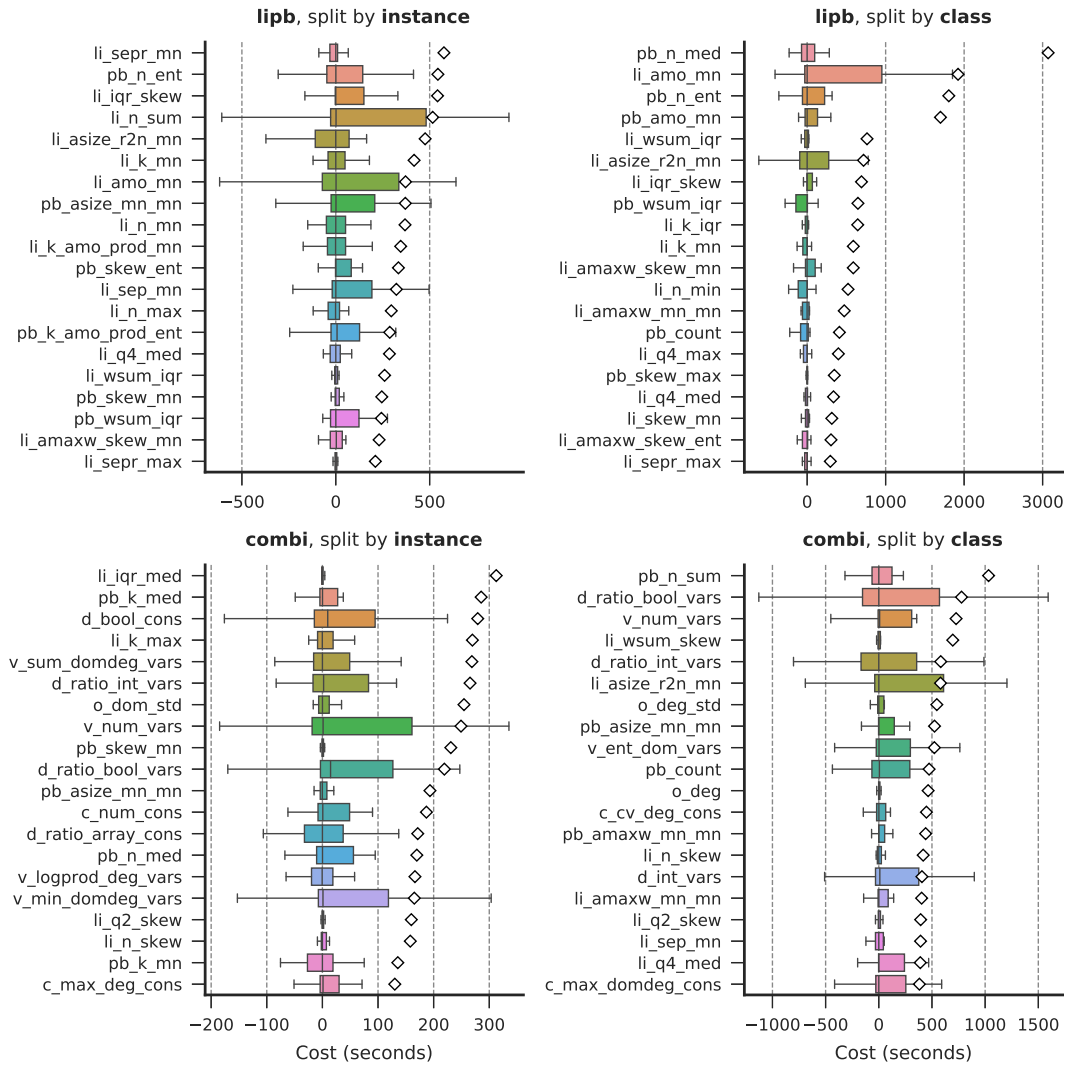 lipb, split by instance
li_sepr_mn
pb_n_ent
li_iqr_skew
li_n_sum
li_asize_r2n_mn
li_k_mn
li_amo_mn
pb_asize_mn_mn
li_n_mn
li_k_amo_prod_mn
pb_skew_ent
li_sep_mn
li_n_max
pb_k_amo_prod_ent
li_q4_med
li_wsum_iqr
pb_skew_mn
pb_wsum_iqr
li_amaxw_skew_mn
li_sepr_max
−500 0 500
lipb, split by class
pb_n_med
li_amo_mn
pb_n_ent
pb_amo_mn
li_wsum_iqr
li_asize_r2n_mn
li_iqr_skew
pb_wsum_iqr
li_k_iqr
li_k_mn
li_amaxw_skew_mn
li_n_min
li_amaxw_mn_mn
pb_count
li_q4_max
pb_skew_max
li_q4_med
li_skew_mn
li_amaxw_skew_ent
li_sepr_max
0 1000 2000 3000
combi, split by instance
li_iqr_med
pb_k_med
d_bool_cons
li_k_max
v_sum_domdeg_vars
d_ratio_int_vars
o_dom_std
v_num_vars
pb_skew_mn
d_ratio_bool_vars
pb_asize_mn_mn
c_num_cons
d_ratio_array_cons
pb_n_med
v_logprod_deg_vars
v_min_domdeg_vars
li_q2_skew
li_n_skew
pb_k_mn
c_max_deg_cons
−200 −100 0 100 200 300
Cost (seconds)
combi, split by class
pb_n_sum
d_ratio_bool_vars
v_num_vars
li_wsum_skew
d_ratio_int_vars
li_asize_r2n_mn
o_deg_std
pb_asize_mn_mn
v_ent_dom_vars
pb_count
o_deg
c_cv_deg_cons
pb_amaxw_mn_mn
li_n_skew
d_int_vars
li_amaxw_mn_mn
li_q2_skew
li_sep_mn
li_q4_med
c_max_domdeg_cons
−1000 −500 0 500 1000 1500
Cost (seconds)